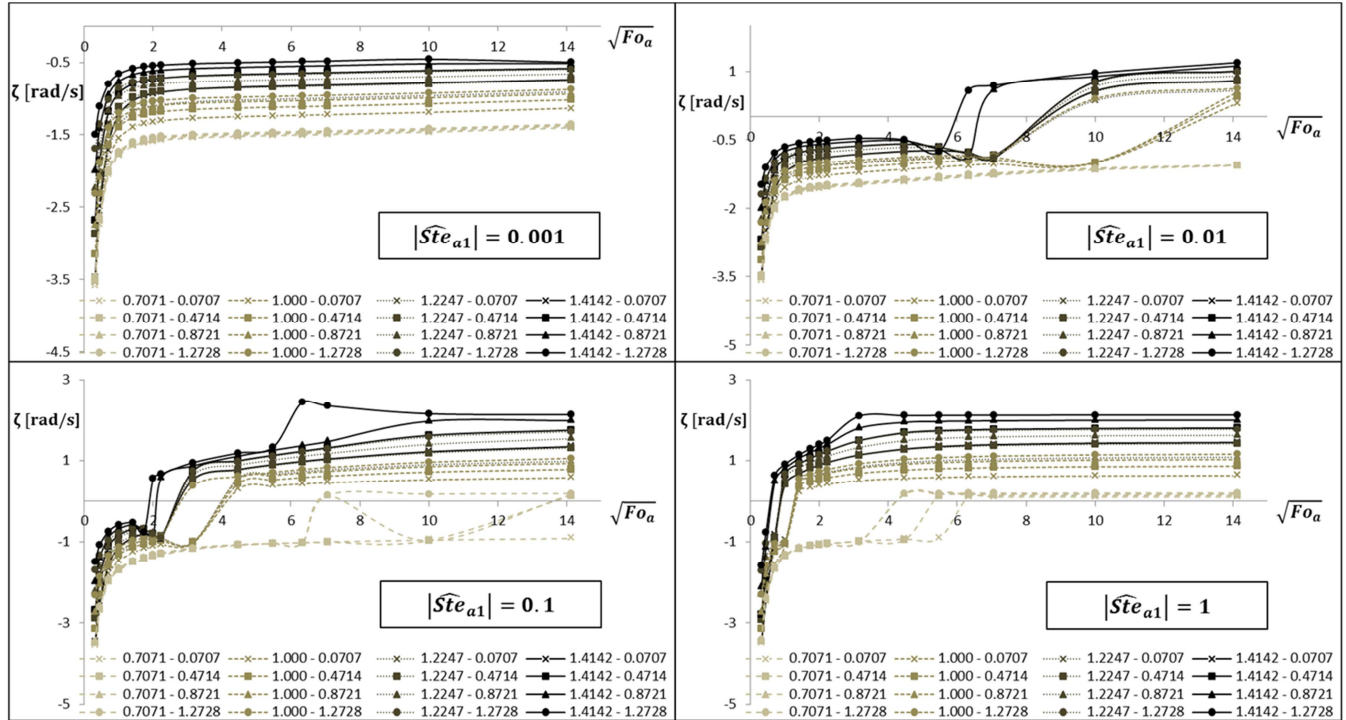 0 2 4 6 8 10 12 14
√Fo_a
-0.5
ζ [rad/s]
-1.5
-2.5
-3.5
-4.5
|Ste_a1| = 0.001
0.7071 - 0.0707 1.000 - 0.0707 1.2247 - 0.0707 1.4142 - 0.0707
0.7071 - 0.4714 1.000 - 0.4714 1.2247 - 0.4714 1.4142 - 0.4714
0.7071 - 0.8721 1.000 - 0.8721 1.2247 - 0.8721 1.4142 - 0.8721
0.7071 - 1.2728 1.000 - 1.2728 1.2247 - 1.2728 1.4142 - 1.2728
1
ζ [rad/s]
-0.5
0 2 4 6 8 10 12 14
√Fo_a
-2
-3.5
-5
|Ste_a1| = 0.01
0.7071 - 0.0707 1.000 - 0.0707 1.2247 - 0.0707 1.4142 - 0.0707
0.7071 - 0.4714 1.000 - 0.4714 1.2247 - 0.4714 1.4142 - 0.4714
0.7071 - 0.8721 1.000 - 0.8721 1.2247 - 0.8721 1.4142 - 0.8721
0.7071 - 1.2728 1.000 - 1.2728 1.2247 - 1.2728 1.4142 - 1.2728
3
ζ [rad/s]
1
0 2 4 6 8 10 12 14
√Fo_a
-1
-3
-5
|Ste_a1| = 0.1
0.7071 - 0.0707 1.000 - 0.0707 1.2247 - 0.0707 1.4142 - 0.0707
0.7071 - 0.4714 1.000 - 0.4714 1.2247 - 0.4714 1.4142 - 0.4714
0.7071 - 0.8721 1.000 - 0.8721 1.2247 - 0.8721 1.4142 - 0.8721
0.7071 - 1.2728 1.000 - 1.2728 1.2247 - 1.2728 1.4142 - 1.2728
3
ζ [rad/s]
1
0 2 4 6 8 10 12 14
√Fo_a
-1
-3
-5
|Ste_a1| = 1
0.7071 - 0.0707 1.000 - 0.0707 1.2247 - 0.0707 1.4142 - 0.0707
0.7071 - 0.4714 1.000 - 0.4714 1.2247 - 0.4714 1.4142 - 0.4714
0.7071 - 0.8721 1.000 - 0.8721 1.2247 - 0.8721 1.4142 - 0.8721
0.7071 - 1.2728 1.000 - 1.2728 1.2247 - 1.2728 1.4142 - 1.2728